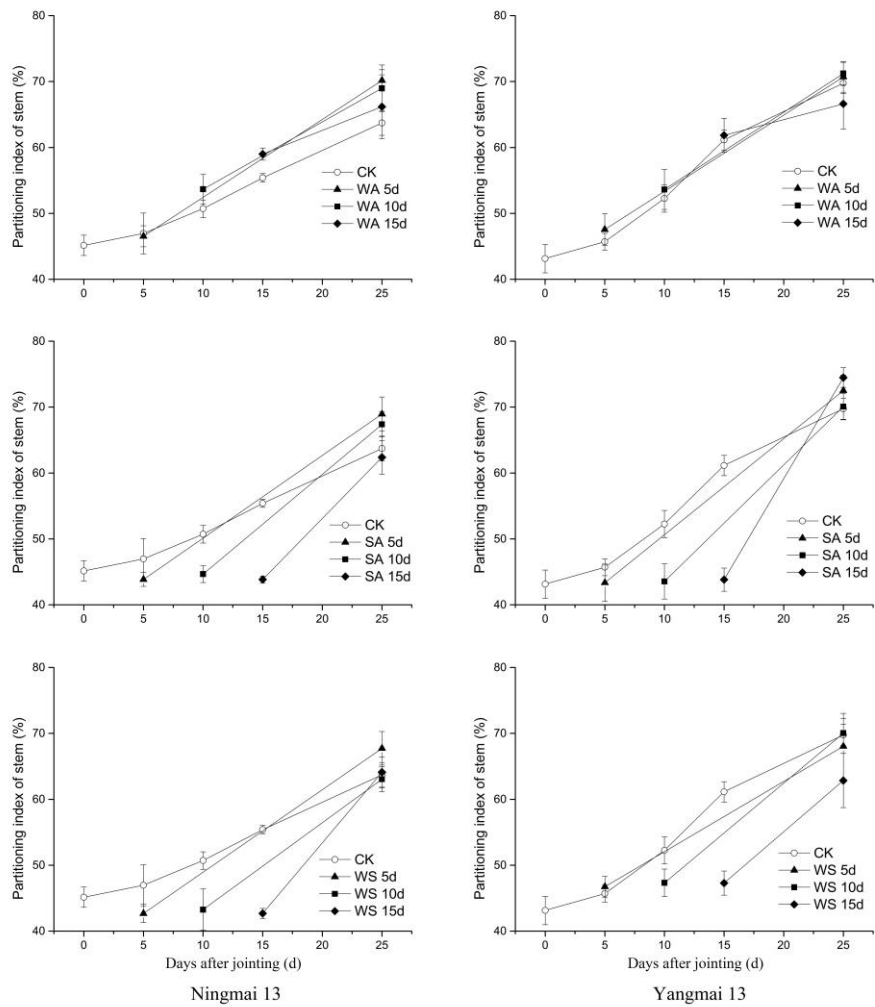 80
70
60
50
40
Partitioning index of stem (%)
0 5 10 15 20 25
CK
WA 5d
WA 10d
WA 15d
80
70
60
50
40
Partitioning index of stem (%)
0 5 10 15 20 25
CK
WA 5d
WA 10d
WA 15d
80
70
60
50
40
Partitioning index of stem (%)
0 5 10 15 20 25
CK
SA 5d
SA 10d
SA 15d
80
70
60
50
40
Partitioning index of stem (%)
0 5 10 15 20 25
CK
SA 5d
SA 10d
SA 15d
80
70
60
50
40
Partitioning index of stem (%)
0 5 10 15 20 25
CK
WS 5d
WS 10d
WS 15d
Days after jointing (d)
Ningmai 13
80
70
60
50
40
Partitioning index of stem (%)
0 5 10 15 20 25
CK
WS 5d
WS 10d
WS 15d
Days after jointing (d)
Yangmai 13